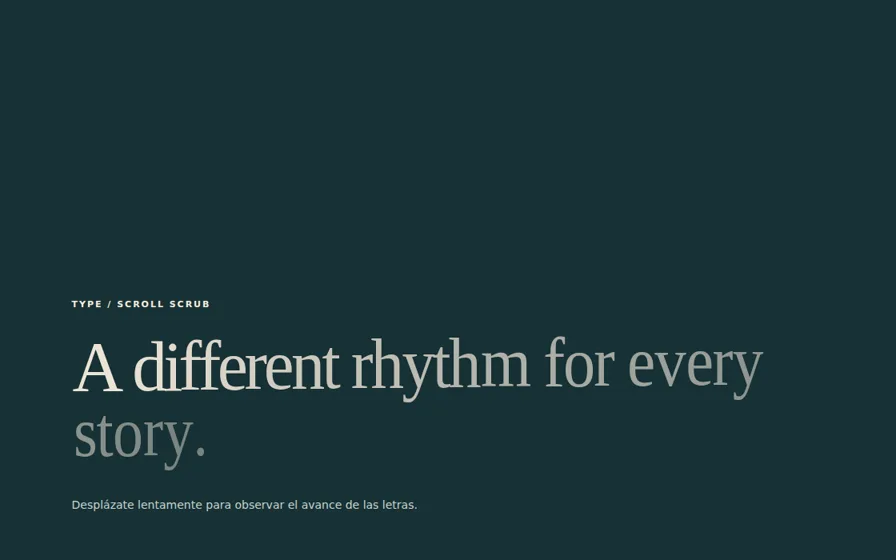 TYPE / SCROLL SCRUB
A different rhythm for every
story.
Desplázate lentamente para observar el avance de las letras.